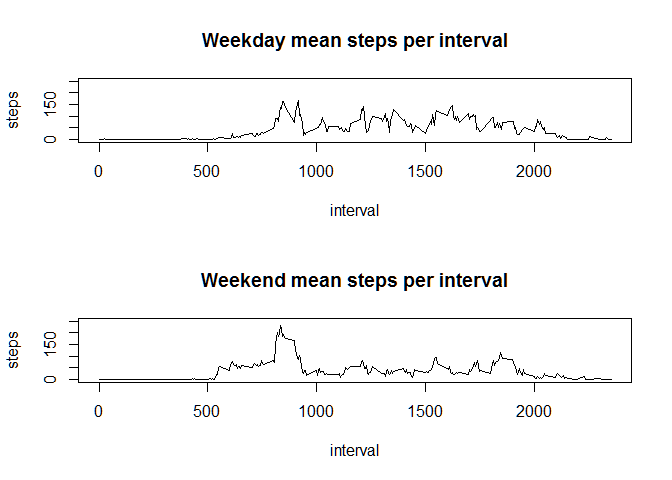 Weekday mean steps per interval
steps
150
0
0 500 1000 1500 2000
interval
Weekend mean steps per interval
steps
150
0
0 500 1000 1500 2000
interval